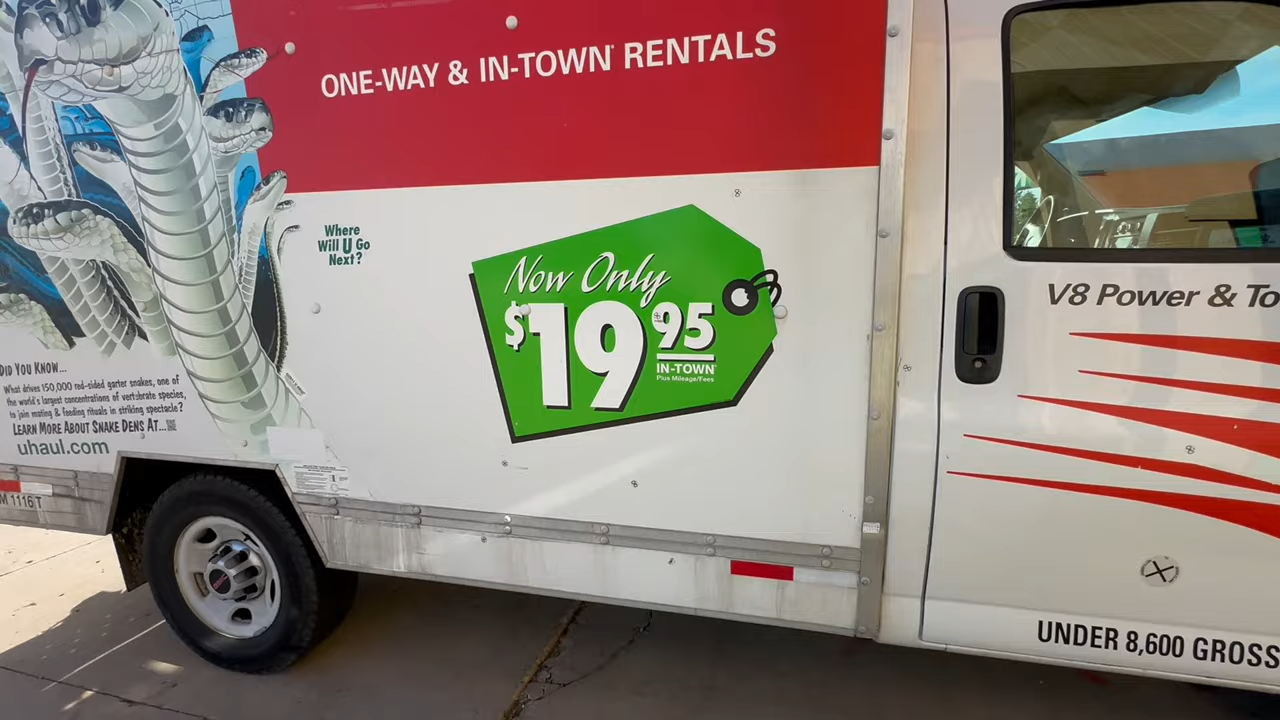 ONE-WAY & IN-TOWN RENTALS
Where
Will U Go
Next?
Now Only
$19 95
IN-TOWN
Plus Mileage/Fees
V8 Power & To
DID YOU KNOW...
What drives 150,000 red-sided garter snakes, one of
the world's largest concentrations of vertebrate species,
to join mating & feeding rituals in striking spectacle?
LEARN MORE ABOUT SNAKE DENS AT...
uhaul.com
M 1116 T
UNDER 8,600 GROSS